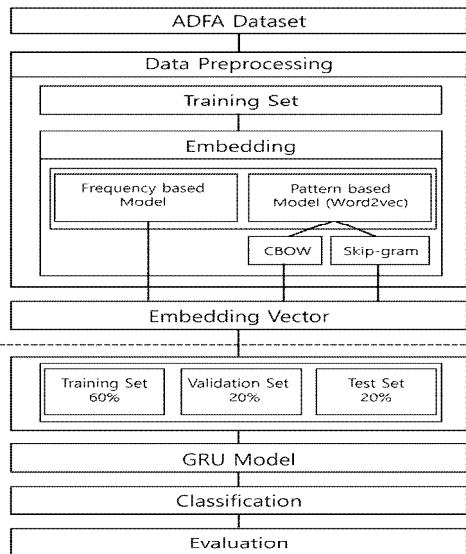 ADFA Dataset
Data Preprocessing
Training Set
Embedding
Frequency based
Model
Pattern based
Model (Word2vec)
CBOW
Skip-gram
Embedding Vector
Training Set
60%
Validation Set
20%
Test Set
20%
GRU Model
Classification
Evaluation